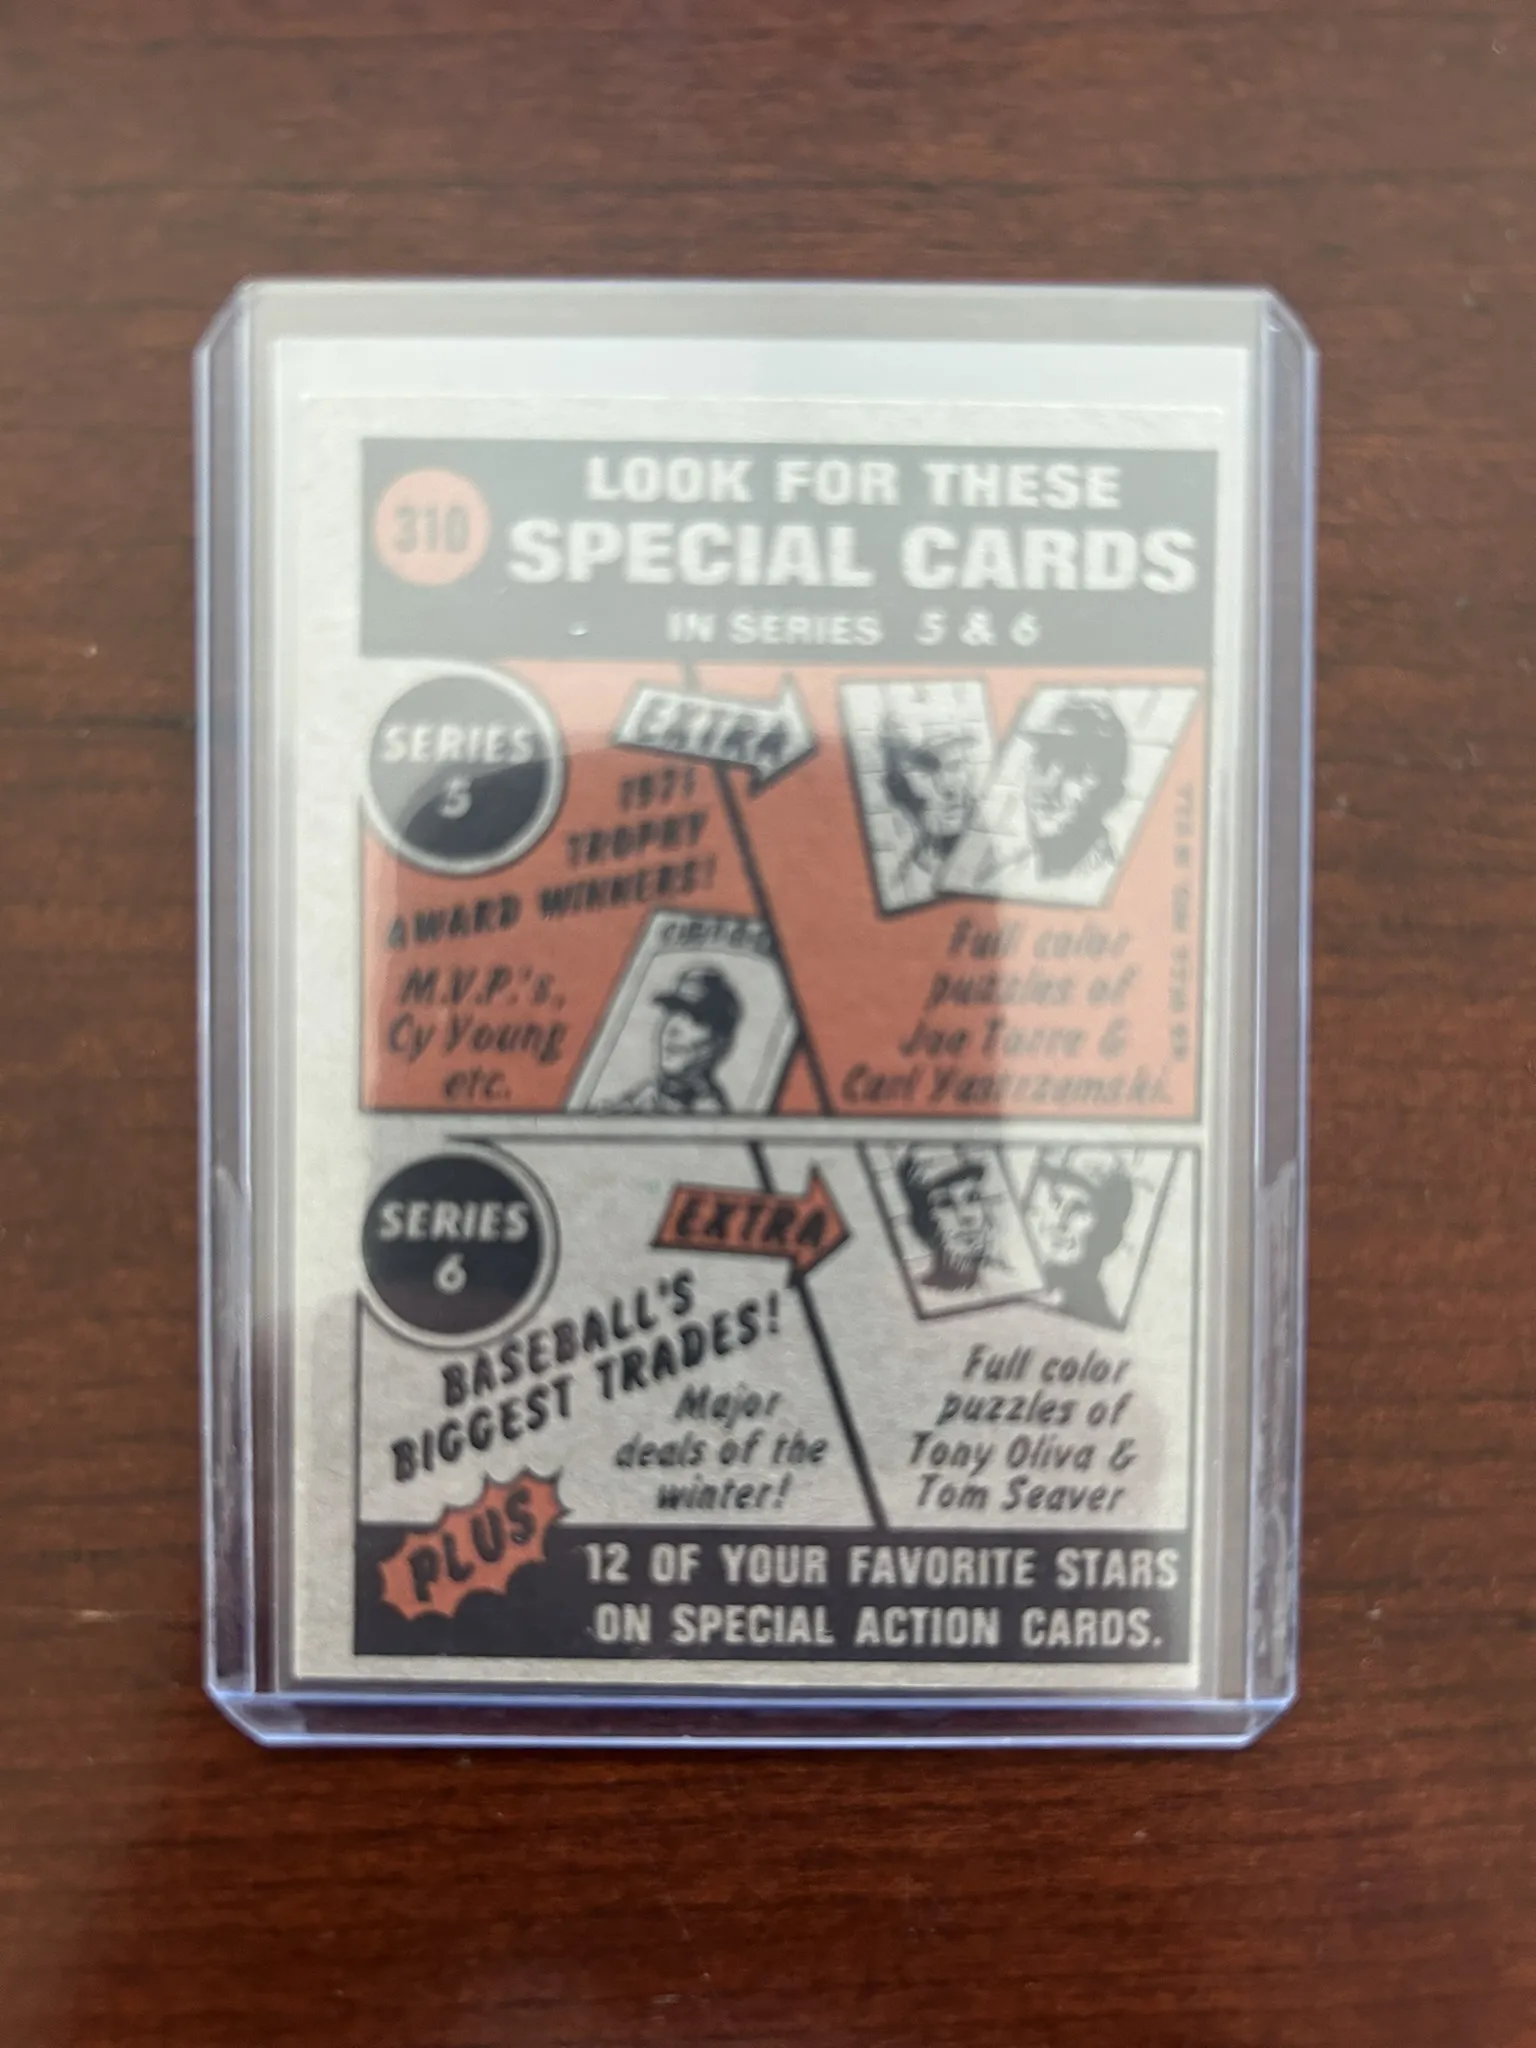 310
LOOK FOR THESE
SPECIAL CARDS
IN SERIES 5 & 6
SERIES
5
EXTRA
1971
TROPHY
AWARD WINNERS!
M.V.P.'s,
Cy Young
etc.
Full color
puzzles of
Joe Torre &
Carl Yastrzemski.
SERIES
6
EXTRA
BASEBALL'S
BIGGEST TRADES!
Major
deals of the
winter!
Full color
puzzles of
Tony Oliva &
Tom Seaver
PLUS
12 OF YOUR FAVORITE STARS
ON SPECIAL ACTION CARDS.